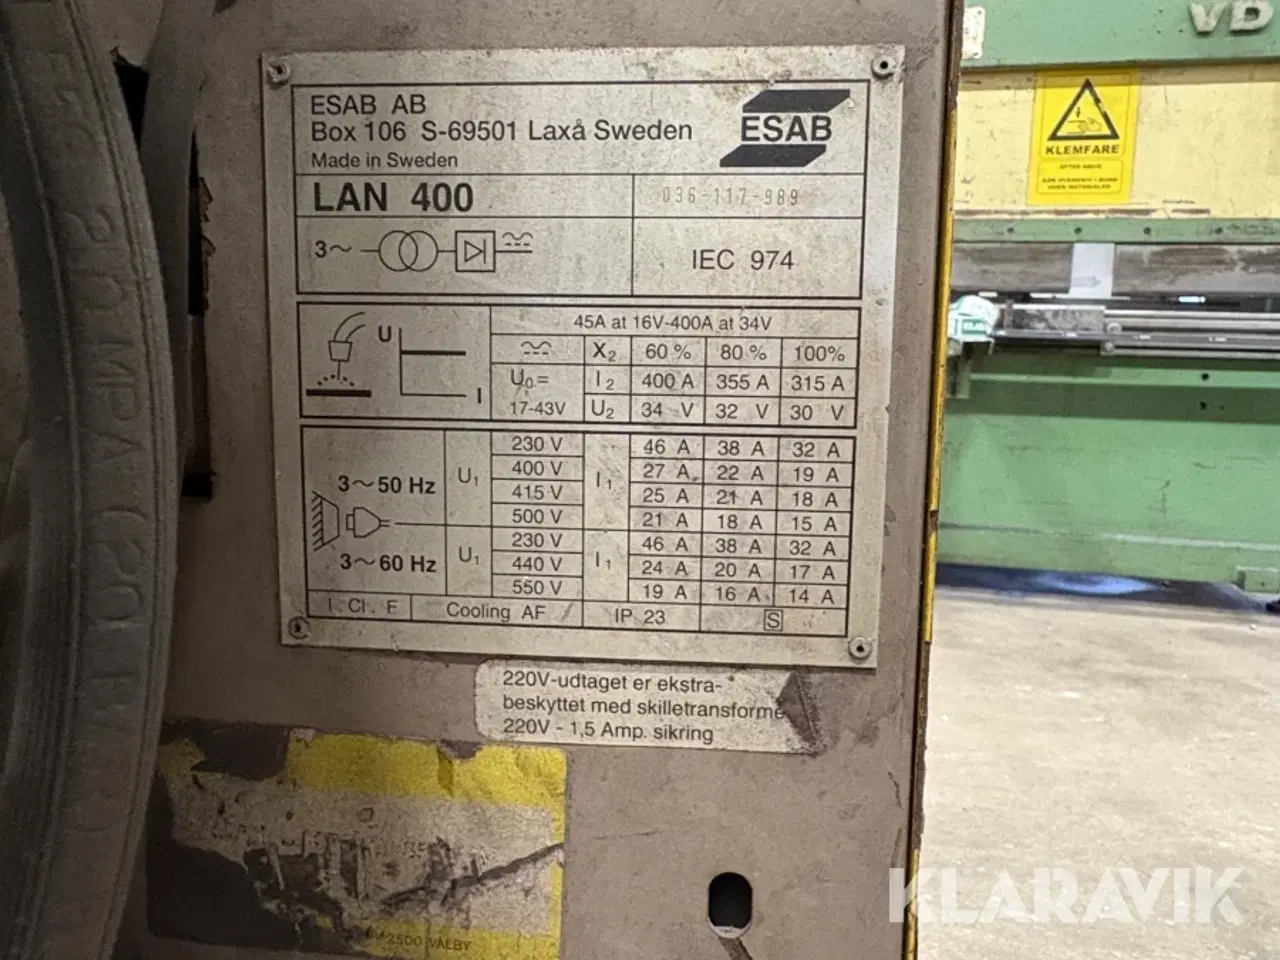 ESAB AB
Box 106 S-69501 Laxå Sweden
Made in Sweden
ESAB
LAN 400
036-117-989
3~
IEC 974
U
I
45A at 16V-400A at 34V
X2 60 % 80 % 100%
U0= I2 400 A 355 A 315 A
17-43V U2 34 V 32 V 30 V
3~50 Hz U1 I1
230 V 46 A 38 A 32 A
400 V 27 A 22 A 19 A
415 V 25 A 21 A 18 A
500 V 21 A 18 A 15 A
3~60 Hz U1 I1
230 V 46 A 38 A 32 A
440 V 24 A 20 A 17 A
550 V 19 A 16 A 14 A
I. Cl. F Cooling AF IP 23 S
220V-udtaget er ekstra-
beskyttet med skilletransforme
220V - 1,5 Amp. sikring
2500 VALBY
VD
KLEMFARE
KLARAVIK